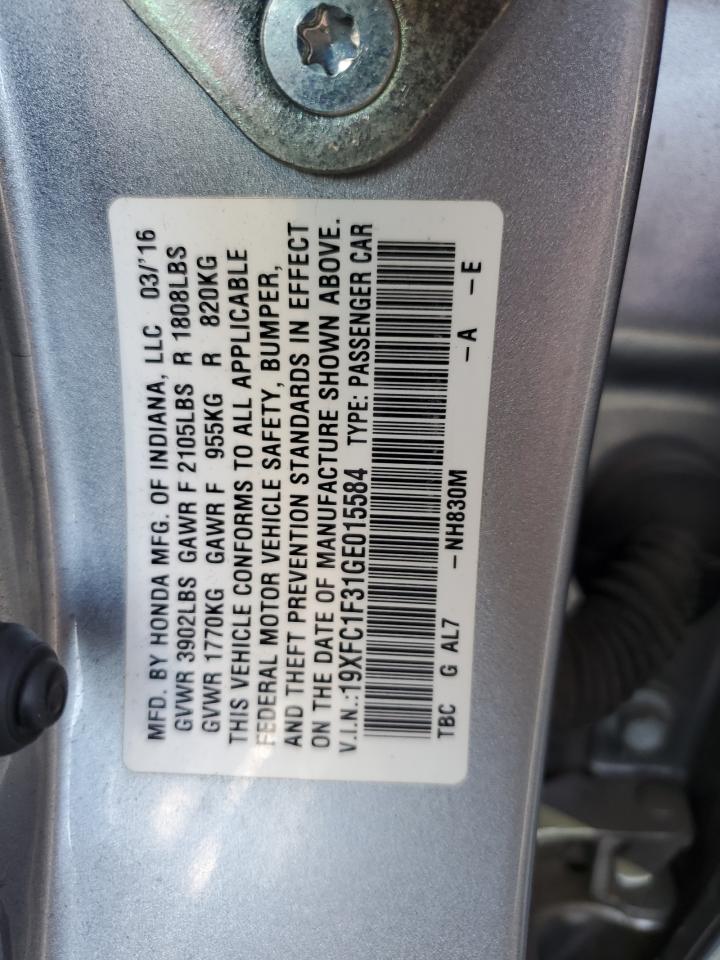 MFD. BY HONDA MFG. OF INDIANA, LLC 03/'16
GVWR 3902LBS GAWR F 2105LBS R 1808LBS
GVWR 1770KG GAWR F 955KG R 820KG
THIS VEHICLE CONFORMS TO ALL APPLICABLE
FEDERAL MOTOR VEHICLE SAFETY, BUMPER,
AND THEFT PREVENTION STANDARDS IN EFFECT
ON THE DATE OF MANUFACTURE SHOWN ABOVE.
V.I.N.:19XFC1F31GE015584 TYPE: PASSENGER CAR
TBC G AL7 -NH830M -A -E